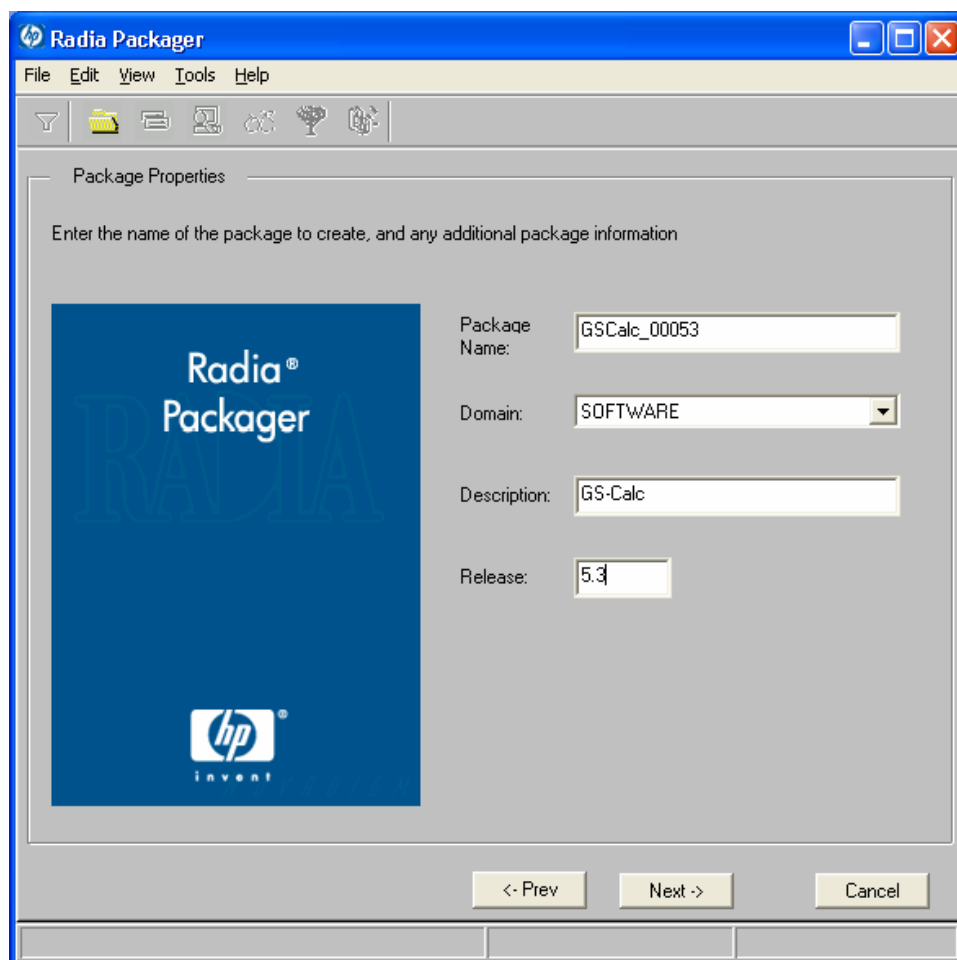 Radia Packager
File Edit View Tools Help
Package Properties
Enter the name of the package to create, and any additional package information
Radia®
Packager
RADIA
Package
Name:
GSCalc_00053
Domain:
SOFTWARE
Description:
GS-Calc
Release:
5.3
hp®
invent
<- Prev
Next ->
Cancel